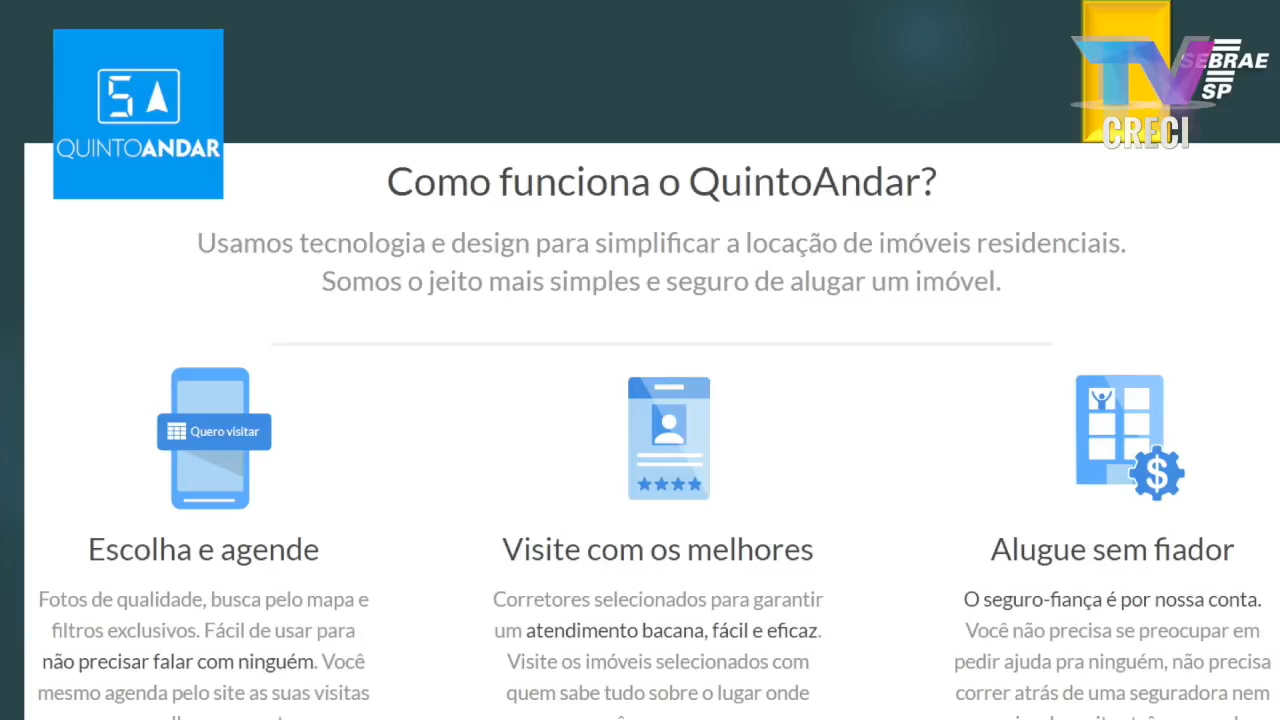 5
QUINTOANDAR
SEBRAE
SP
TV
CRECI
Como funciona o QuintoAndar?
Usamos tecnologia e design para simplificar a locação de imóveis residenciais.
Somos o jeito mais simples e seguro de alugar um imóvel.
Quero visitar
$
Escolha e agende
Fotos de qualidade, busca pelo mapa e
filtros exclusivos. Fácil de usar para
não precisar falar com ninguém. Você
mesmo agenda pelo site as suas visitas
Visite com os melhores
Corretores selecionados para garantir
um atendimento bacana, fácil e eficaz.
Visite os imóveis selecionados com
quem sabe tudo sobre o lugar onde
Alugue sem fiador
O seguro-fiança é por nossa conta.
Você não precisa se preocupar em
pedir ajuda pra ninguém, não precisa
correr atrás de uma seguradora nem